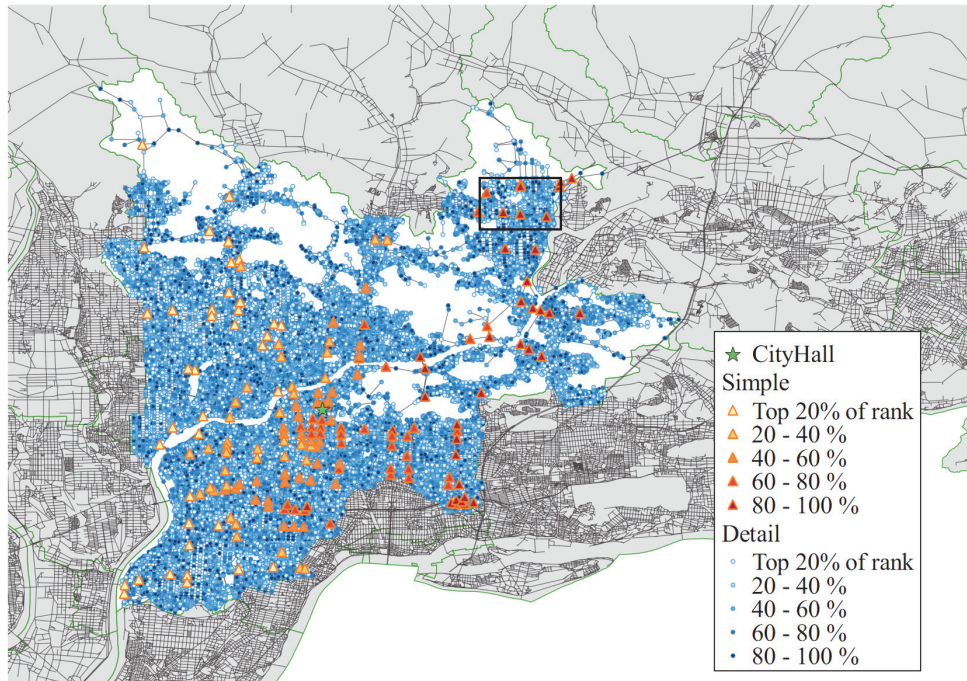 CityHall
Simple
Top 20% of rank
20 - 40 %
40 - 60 %
60 - 80 %
80 - 100 %
Detail
Top 20% of rank
20 - 40 %
40 - 60 %
60 - 80 %
80 - 100 %